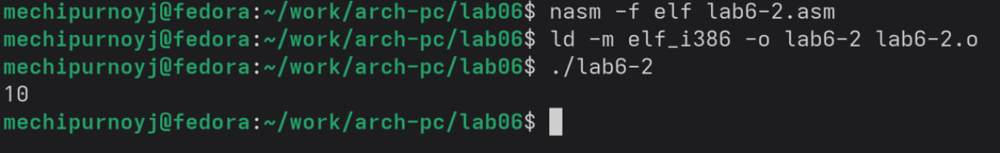 mechipurnoyj@fedora:~/work/arch-pc/lab06$ nasm -f elf lab6-2.asm
mechipurnoyj@fedora:~/work/arch-pc/lab06$ ld -m elf_i386 -o lab6-2 lab6-2.o
mechipurnoyj@fedora:~/work/arch-pc/lab06$ ./lab6-2
10
mechipurnoyj@fedora:~/work/arch-pc/lab06$